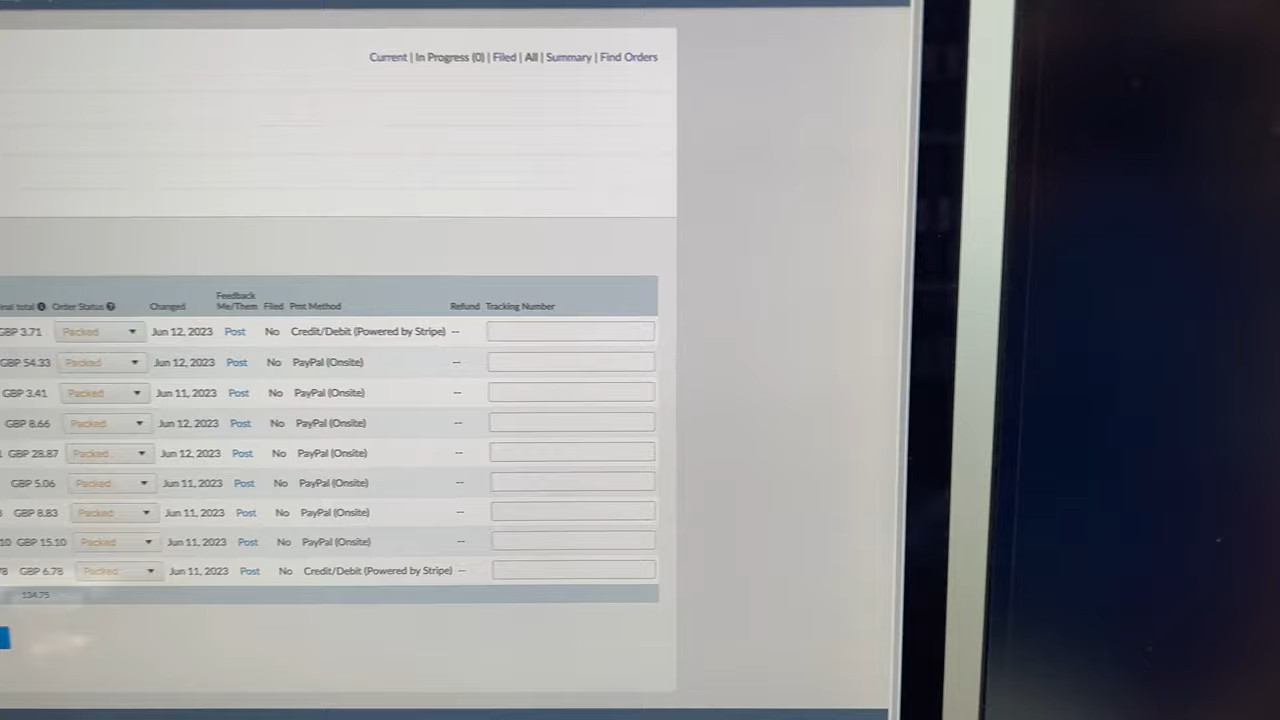 Current | In Progress (0) | Filed | All | Summary | Find Orders
total Order Status Changed Feedback Me/Them Filed Pmt Method Refund Tracking Number
GBP 3.71 Packed Jun 12, 2023 Post No Credit/Debit (Powered by Stripe) --
GBP 54.33 Packed Jun 12, 2023 Post No PayPal (Onsite) --
GBP 3.41 Packed Jun 11, 2023 Post No PayPal (Onsite) --
GBP 8.66 Packed Jun 12, 2023 Post No PayPal (Onsite) --
GBP 28.87 Packed Jun 12, 2023 Post No PayPal (Onsite) --
GBP 5.06 Packed Jun 11, 2023 Post No PayPal (Onsite) --
GBP 8.83 Packed Jun 11, 2023 Post No PayPal (Onsite) --
10 GBP 15.10 Packed Jun 11, 2023 Post No PayPal (Onsite) --
78 GBP 6.78 Packed Jun 11, 2023 Post No Credit/Debit (Powered by Stripe) --
134.75